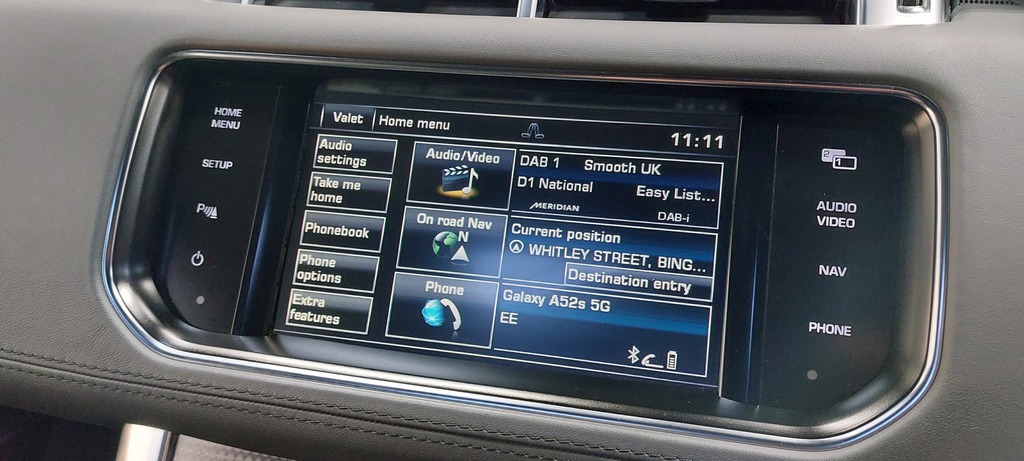 HOME
MENU
SETUP
P
Valet
Home menu
11:11
Audio
settings
Take me
home
Phonebook
Phone
options
Extra
features
Audio/Video
On road Nav
N
Phone
DAB 1 Smooth UK
D1 National Easy List...
MERIDIAN DAB-i
Current position
WHITLEY STREET, BING...
Destination entry
Galaxy A52s 5G
EE
2 1
AUDIO
VIDEO
NAV
PHONE